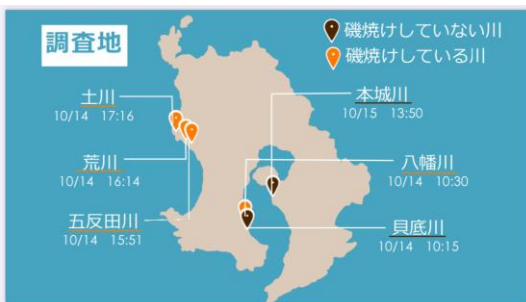 調査地
磯焼けしていない川
磯焼けしている川
土川
10/14 17:16
本城川
10/15 13:50
荒川
10/14 16:14
八幡川
10/14 10:30
五反田川
10/14 15:51
貝底川
10/14 10:15